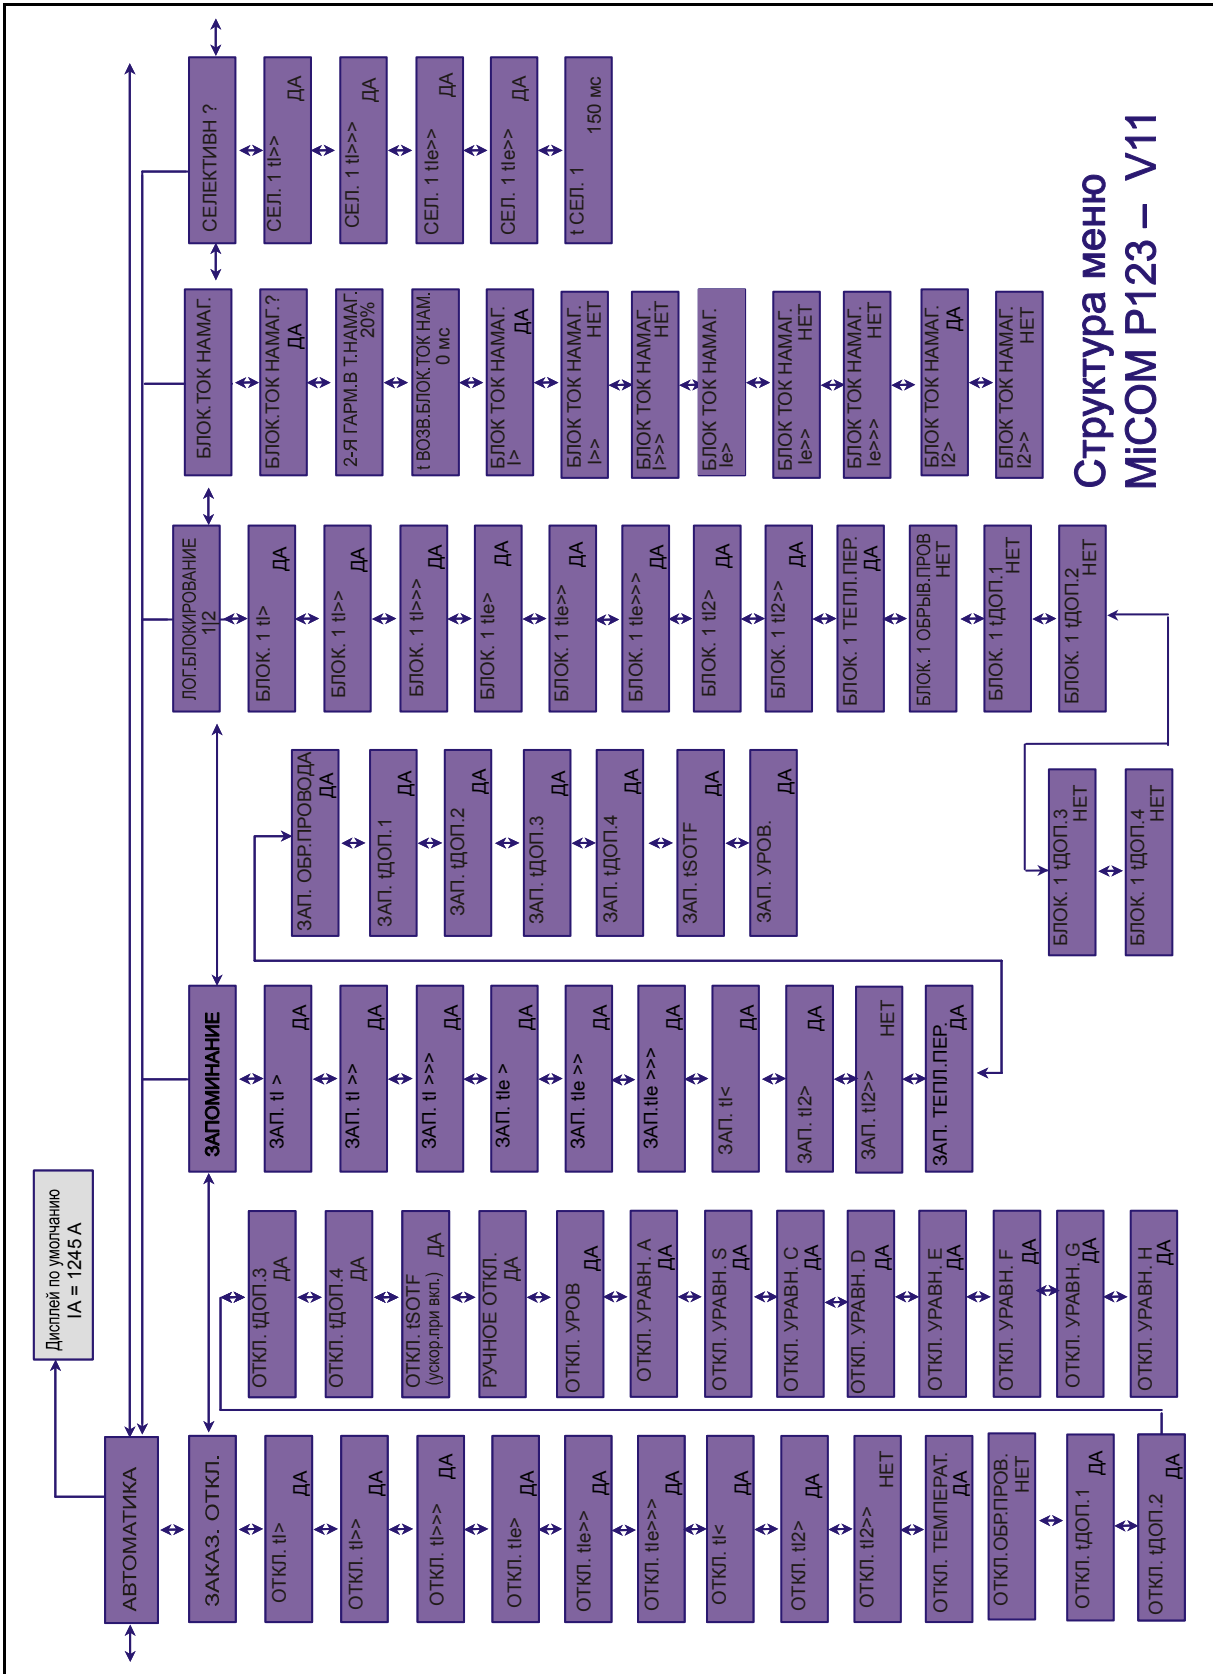 Дисплей по умолчанию
IA = 1245 A
АВТОМАТИКА
ЗАКАЗ. ОТКЛ.
ОТКЛ. tI>
ДА
ОТКЛ. tI>>
ДА
ОТКЛ. tI>>>
ДА
ОТКЛ. tIe>
ДА
ОТКЛ. tIe>>
ДА
ОТКЛ. tIe>>>
ДА
ОТКЛ. tI<
ДА
ОТКЛ. tI2>
ДА
ОТКЛ. tI2>>
НЕТ
ОТКЛ. ТЕМПЕРАТ.
ДА
ОТКЛ.ОБР.ПРОВ.
НЕТ
ОТКЛ. tДОП.1
ДА
ОТКЛ. tДОП.2
ДА
ОТКЛ. tДОП.3
ДА
ОТКЛ. tДОП.4
ДА
ОТКЛ. tSOTF
(ускор.при вкл.) ДА
РУЧНОЕ ОТКЛ.
ДА
ОТКЛ. УРОВ
ДА
ОТКЛ. УРАВН. A
ДА
ОТКЛ. УРАВН. S
ДА
ОТКЛ. УРАВН. C
ДА
ОТКЛ. УРАВН. D
ДА
ОТКЛ. УРАВН. E
ДА
ОТКЛ. УРАВН. F
ДА
ОТКЛ. УРАВН. G
ДА
ОТКЛ. УРАВН. H
ДА
ЗАПОМИНАНИЕ
ЗАП. tI >
ДА
ЗАП. tI >>
ДА
ЗАП. tI >>>
ДА
ЗАП. tIe >
ДА
ЗАП. tIe >>
ДА
ЗАП.tIe >>>
ДА
ЗАП. tI<
ДА
ЗАП. tI2>
ДА
ЗАП. tI2>>
НЕТ
ЗАП. ТЕПЛ.ПЕР.
ДА
ЗАП. ОБР.ПРОВОДА
ДА
ЗАП. tДОП.1
ДА
ЗАП. tДОП.2
ДА
ЗАП. tДОП.3
ДА
ЗАП. tДОП.4
ДА
ЗАП. tSOTF
ДА
ЗАП. УРОВ.
ДА
ЛОГ.БЛОКИРОВАНИЕ
1I2
БЛОК. 1 tI>
ДА
БЛОК. 1 tI>>
ДА
БЛОК. 1 tI>>>
ДА
БЛОК. 1 tIe>
ДА
БЛОК. 1 tIe>>
ДА
БЛОК. 1 tIe>>>
ДА
БЛОК. 1 tI2>
ДА
БЛОК. 1 tI2>>
ДА
БЛОК. 1 ТЕПЛ.ПЕР.
ДА
БЛОК. 1 ОБРЫВ.ПРОВ
НЕТ
БЛОК. 1 tДОП.1
НЕТ
БЛОК. 1 tДОП.2
НЕТ
БЛОК. 1 tДОП.3
НЕТ
БЛОК. 1 tДОП.4
НЕТ
БЛОК.ТОК НАМАГ.
БЛОК.ТОК НАМАГ.?
ДА
2-Я ГАРМ.В Т.НАМАГ.
20%
t ВОЗВ.БЛОК.ТОК НАМ.
0 мс
БЛОК ТОК НАМАГ.
I> ДА
БЛОК ТОК НАМАГ.
I>> НЕТ
БЛОК ТОК НАМАГ.
I>>> НЕТ
БЛОК ТОК НАМАГ.
Ie>
БЛОК ТОК НАМАГ.
Ie>> НЕТ
БЛОК ТОК НАМАГ.
Ie>>> НЕТ
БЛОК ТОК НАМАГ.
I2> ДА
БЛОК ТОК НАМАГ.
I2>> НЕТ
СЕЛЕКТИВН ?
СЕЛ. 1 tI>>
ДА
СЕЛ. 1 tI>>>
ДА
СЕЛ. 1 tIe>>
ДА
СЕЛ. 1 tIe>>
ДА
t СЕЛ. 1
150 мс
Структура меню
MiCOM P123 – V11